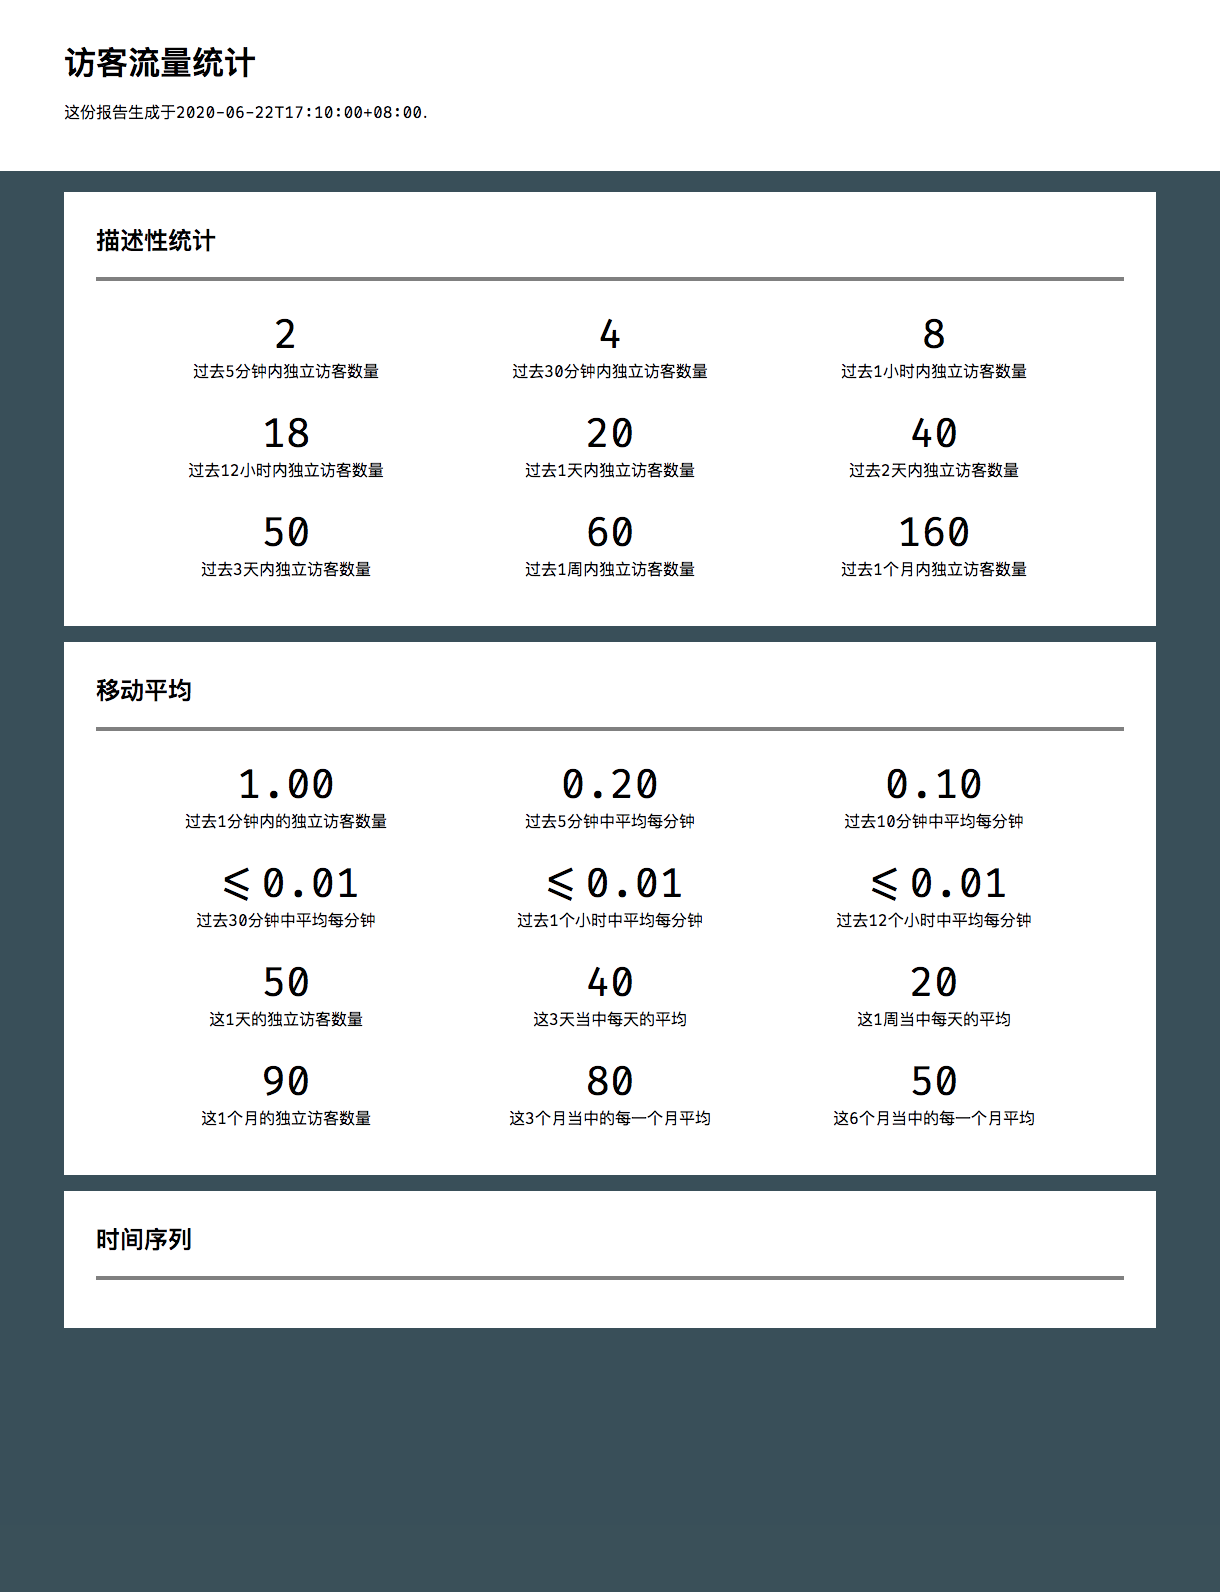 访客流量统计
这份报告生成于2020-06-22T17:10:00+08:00.
描述性统计
2 4 8
过去5分钟内独立访客数量 过去30分钟内独立访客数量 过去1小时内独立访客数量
18 20 40
过去12小时内独立访客数量 过去1天内独立访客数量 过去2天内独立访客数量
50 60 160
过去3天内独立访客数量 过去1周内独立访客数量 过去1个月内独立访客数量
移动平均
1.00 0.20 0.10
过去1分钟内的独立访客数量 过去5分钟中平均每分钟 过去10分钟中平均每分钟
⩽0.01 ⩽0.01 ⩽0.01
过去30分钟中平均每分钟 过去1个小时中平均每分钟 过去12个小时中平均每分钟
50 40 20
这1天的独立访客数量 这3天当中每天的平均 这1周当中每天的平均
90 80 50
这1个月的独立访客数量 这3个月当中的每一个月平均 这6个月当中的每一个月平均
时间序列